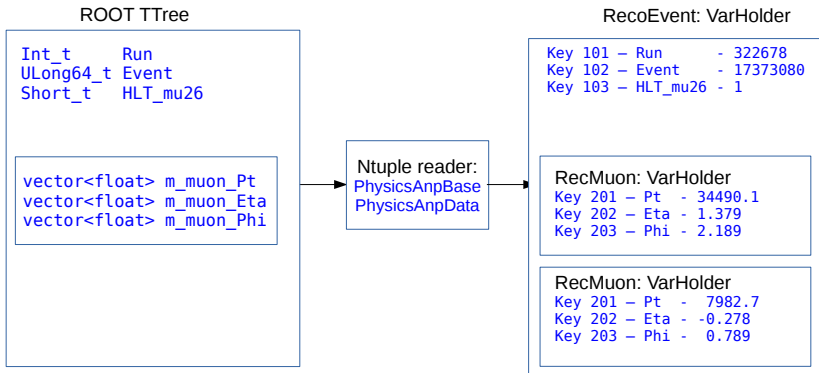 ROOT TTree
Int_t Run
ULong64_t Event
Short_t HLT_mu26
vector<float> m_muon_Pt
vector<float> m_muon_Eta
vector<float> m_muon_Phi
Ntuple reader:
PhysicsAnpBase
PhysicsAnpData
RecoEvent: VarHolder
Key 101 – Run - 322678
Key 102 – Event - 17373080
Key 103 – HLT_mu26 - 1
RecMuon: VarHolder
Key 201 – Pt - 34490.1
Key 202 – Eta - 1.379
Key 203 – Phi - 2.189
RecMuon: VarHolder
Key 201 – Pt - 7982.7
Key 202 – Eta - -0.278
Key 203 – Phi - 0.789